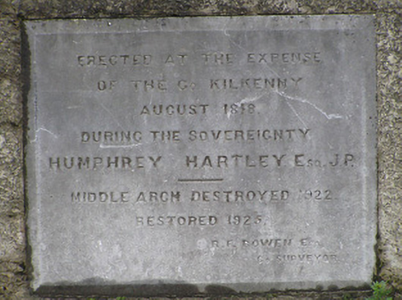 ERECTED AT THE EXPENSE
OF THE Co KILKENNY
AUGUST 1818.
DURING THE SOVEREIGNTY
HUMPHREY HARTLEY Esq. J.P.
MIDDLE ARCH DESTROYED 1922.
RESTORED 1925.
BOWEN
SURVEYOR